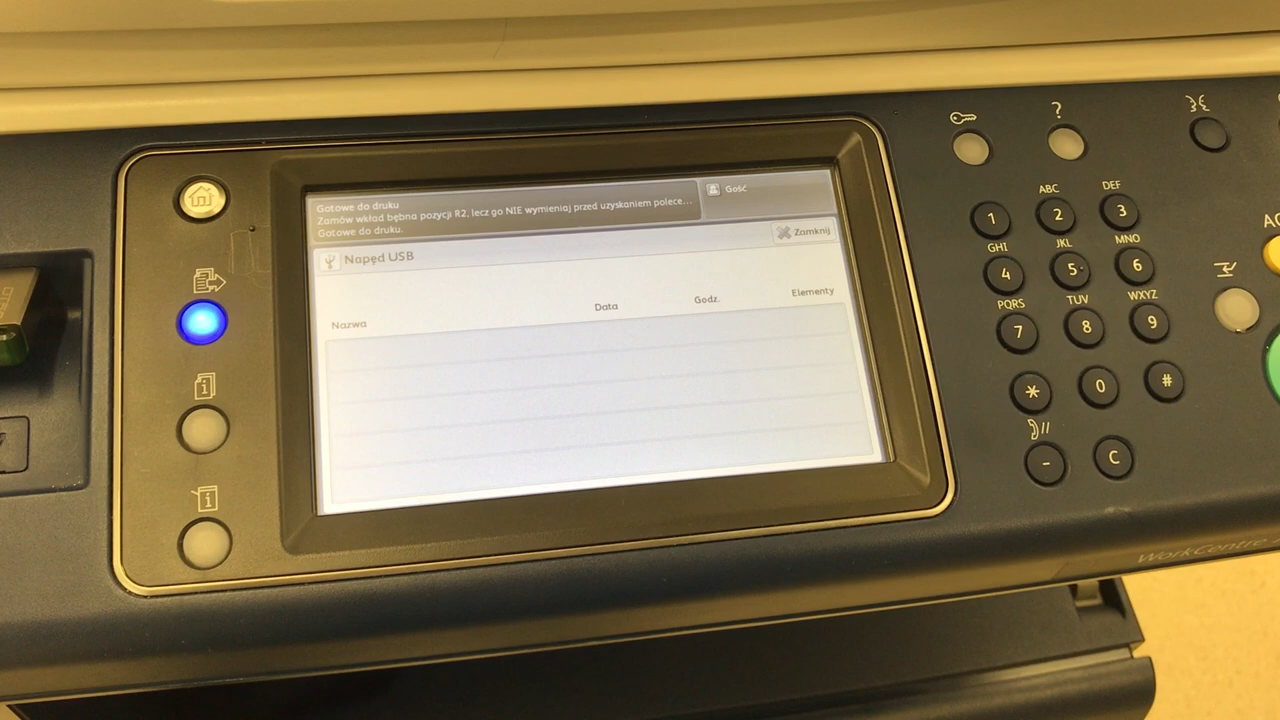 Gotowe do druku
Zamów wkład bębna pozycji R2, lecz go NIE wymieniaj przed uzyskaniem polece...
Gotowe do druku.
Gość
Zamknij
Napęd USB
Nazwa
Data
Godz.
Elementy
?
ABC
DEF
1
2
3
GHI
JKL
MNO
4
5
6
PQRS
TUV
WXYZ
7
8
9
*
0
#
-
C
WorkCentre